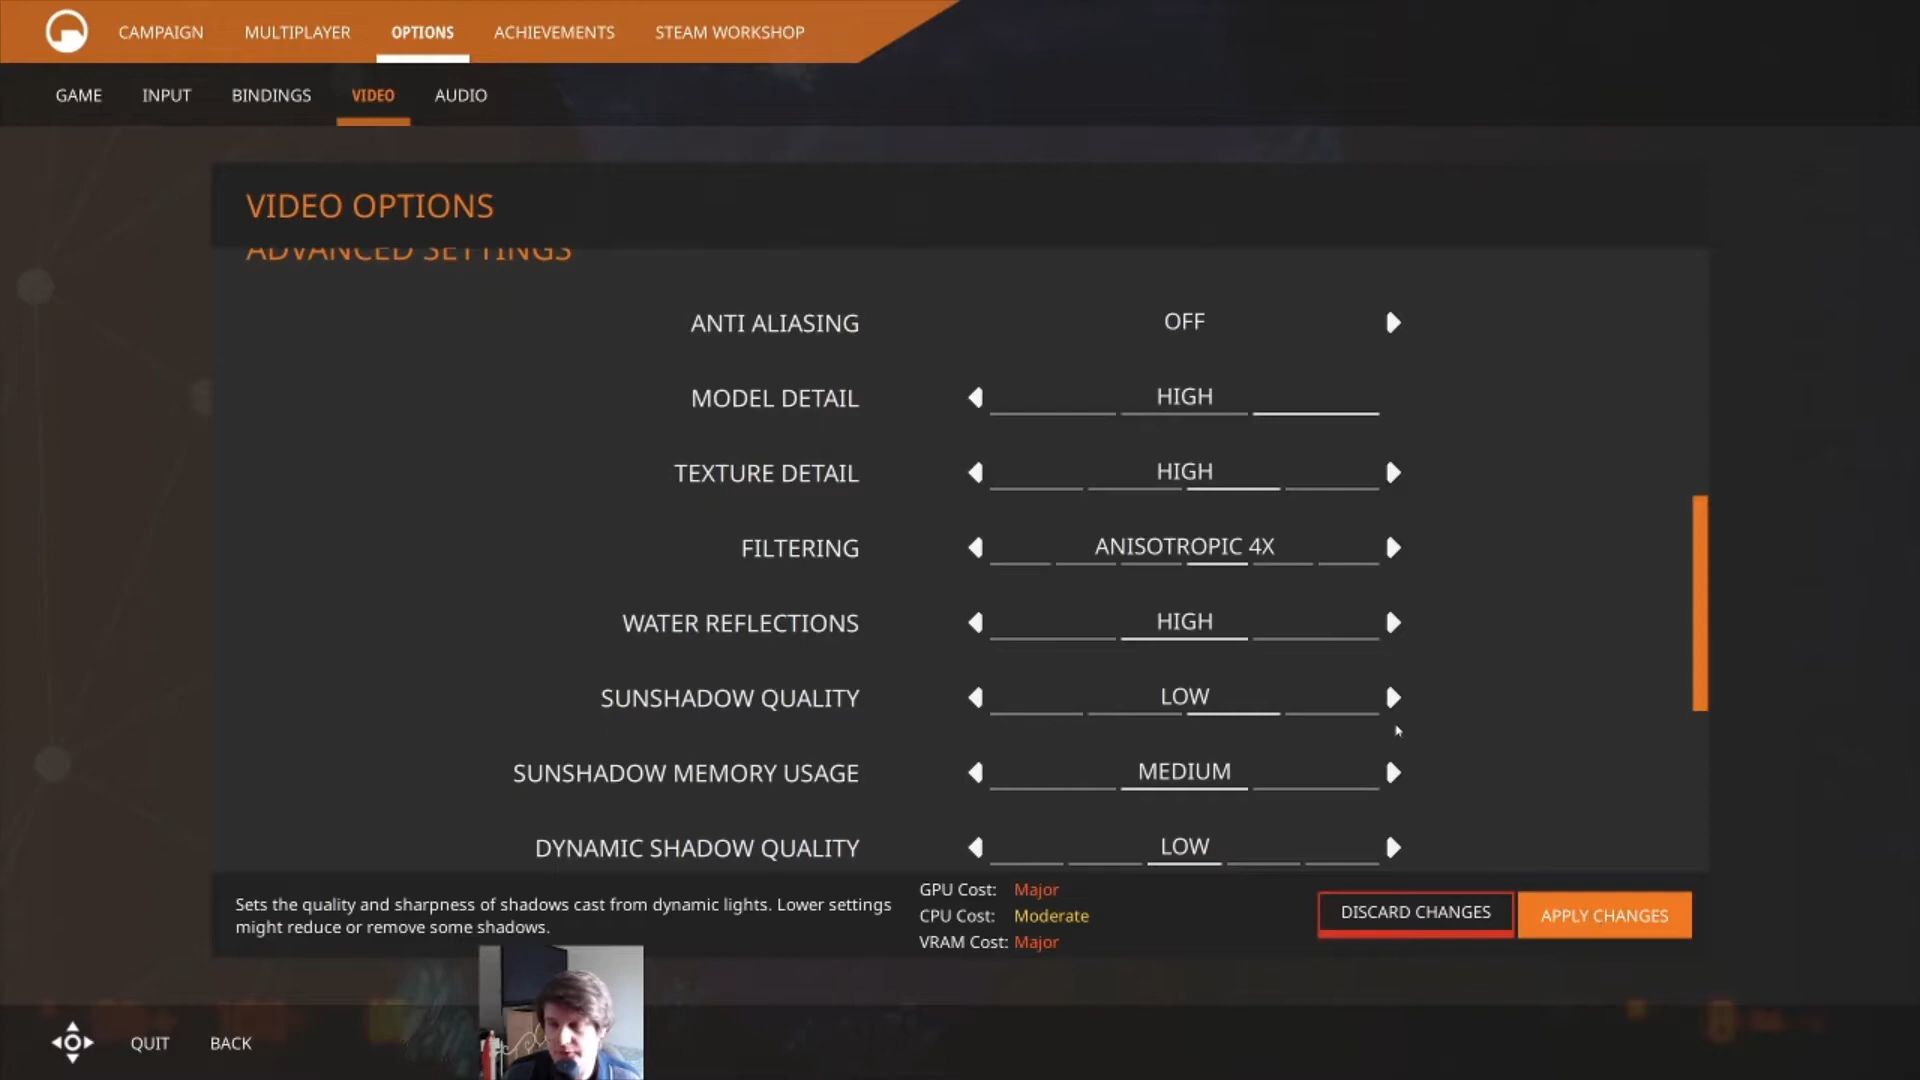 CAMPAIGN MULTIPLAYER OPTIONS ACHIEVEMENTS STEAM WORKSHOP
GAME INPUT BINDINGS VIDEO AUDIO
VIDEO OPTIONS
ADVANCED SETTINGS
ANTI ALIASING OFF
MODEL DETAIL HIGH
TEXTURE DETAIL HIGH
FILTERING ANISOTROPIC 4X
WATER REFLECTIONS HIGH
SUNSHADOW QUALITY LOW
SUNSHADOW MEMORY USAGE MEDIUM
DYNAMIC SHADOW QUALITY LOW
Sets the quality and sharpness of shadows cast from dynamic lights. Lower settings
might reduce or remove some shadows.
GPU Cost: Major
CPU Cost: Moderate
VRAM Cost: Major
DISCARD CHANGES APPLY CHANGES
QUIT BACK